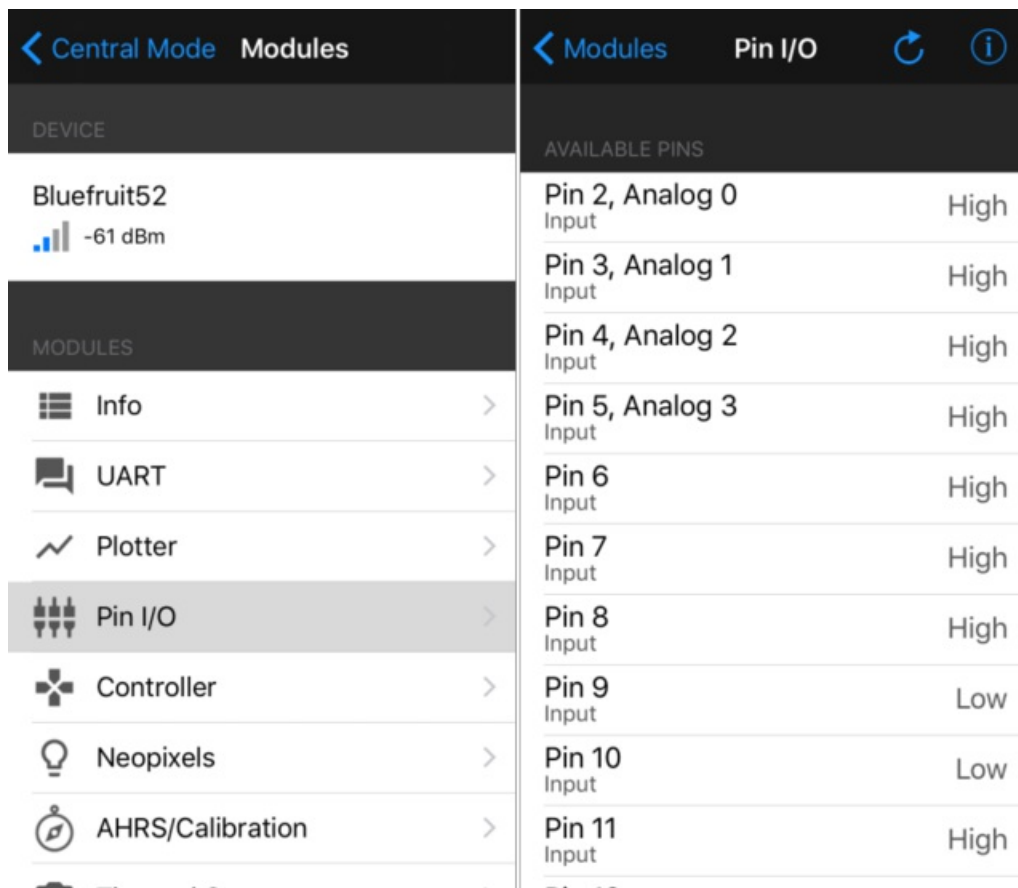 Central Mode Modules
DEVICE
Bluefruit52
-61 dBm
MODULES
Info
UART
Plotter
Pin I/O
Controller
Neopixels
AHRS/Calibration
Modules Pin I/O
AVAILABLE PINS
Pin 2, Analog 0
Input
High
Pin 3, Analog 1
Input
High
Pin 4, Analog 2
Input
High
Pin 5, Analog 3
Input
High
Pin 6
Input
High
Pin 7
Input
High
Pin 8
Input
High
Pin 9
Input
Low
Pin 10
Input
Low
Pin 11
Input
High